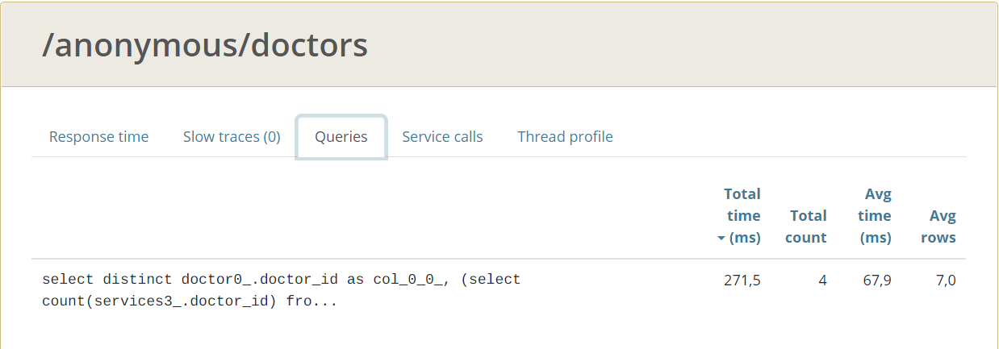 /anonymous/doctors
Response time Slow traces (0) Queries Service calls Thread profile
Total time (ms) Total count Avg time (ms) Avg rows
select distinct doctor0_.doctor_id as col_0_0_, (select 271,5 4 67,9 7,0
count(services3_.doctor_id) fro...